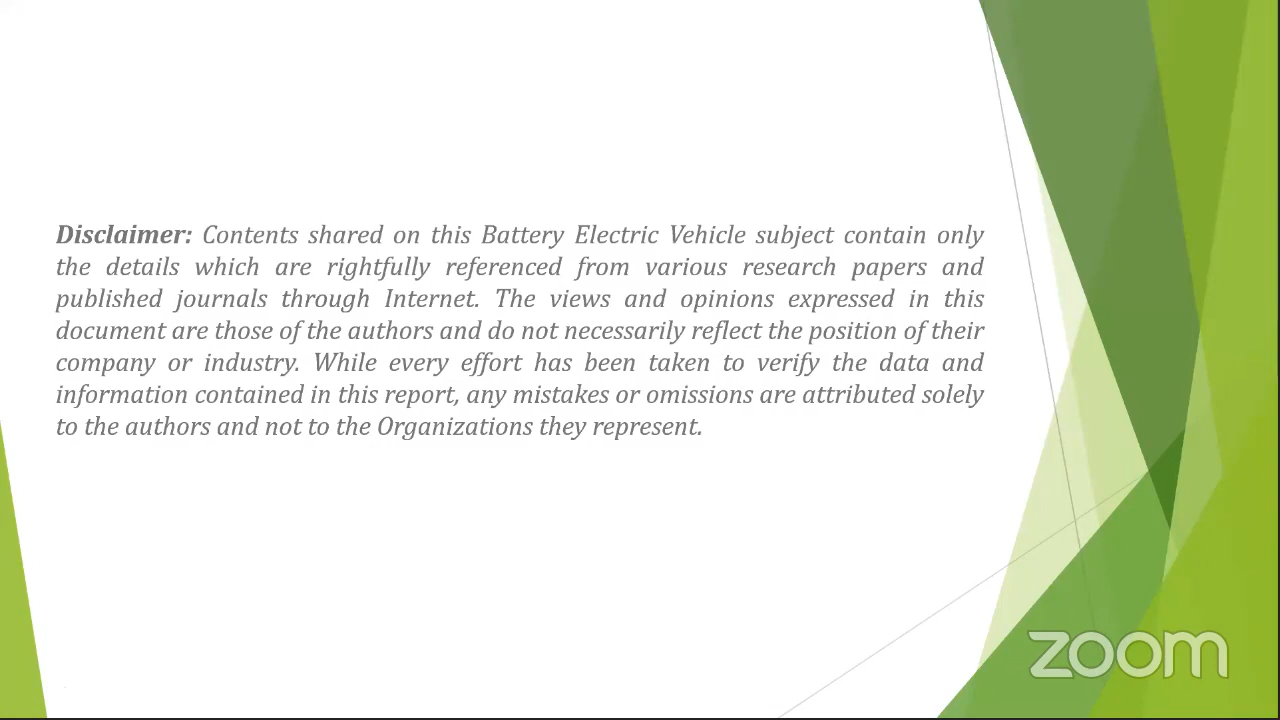 Disclaimer: Contents shared on this Battery Electric Vehicle subject contain only
the details which are rightfully referenced from various research papers and
published journals through Internet. The views and opinions expressed in this
document are those of the authors and do not necessarily reflect the position of their
company or industry. While every effort has been taken to verify the data and
information contained in this report, any mistakes or omissions are attributed solely
to the authors and not to the Organizations they represent.
zoom